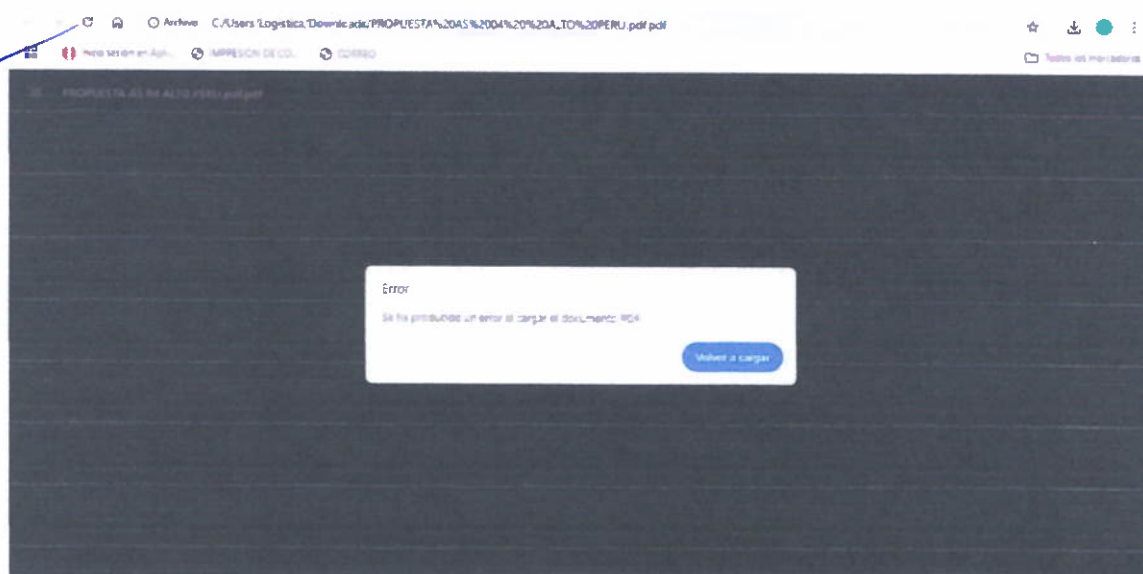 Archivo C:/Users/Logistica/Downloads/PROPUESTA%20AS%2004%20%20ALTO%20PERU.pdf.pdf
IMPRESION DE CO... CORREO Todos los marcadores
PROPUESTA AS 04 ALTO PERU.pdf.pdf
Error
Se ha producido un error al cargar el documento PDF.
Volver a cargar